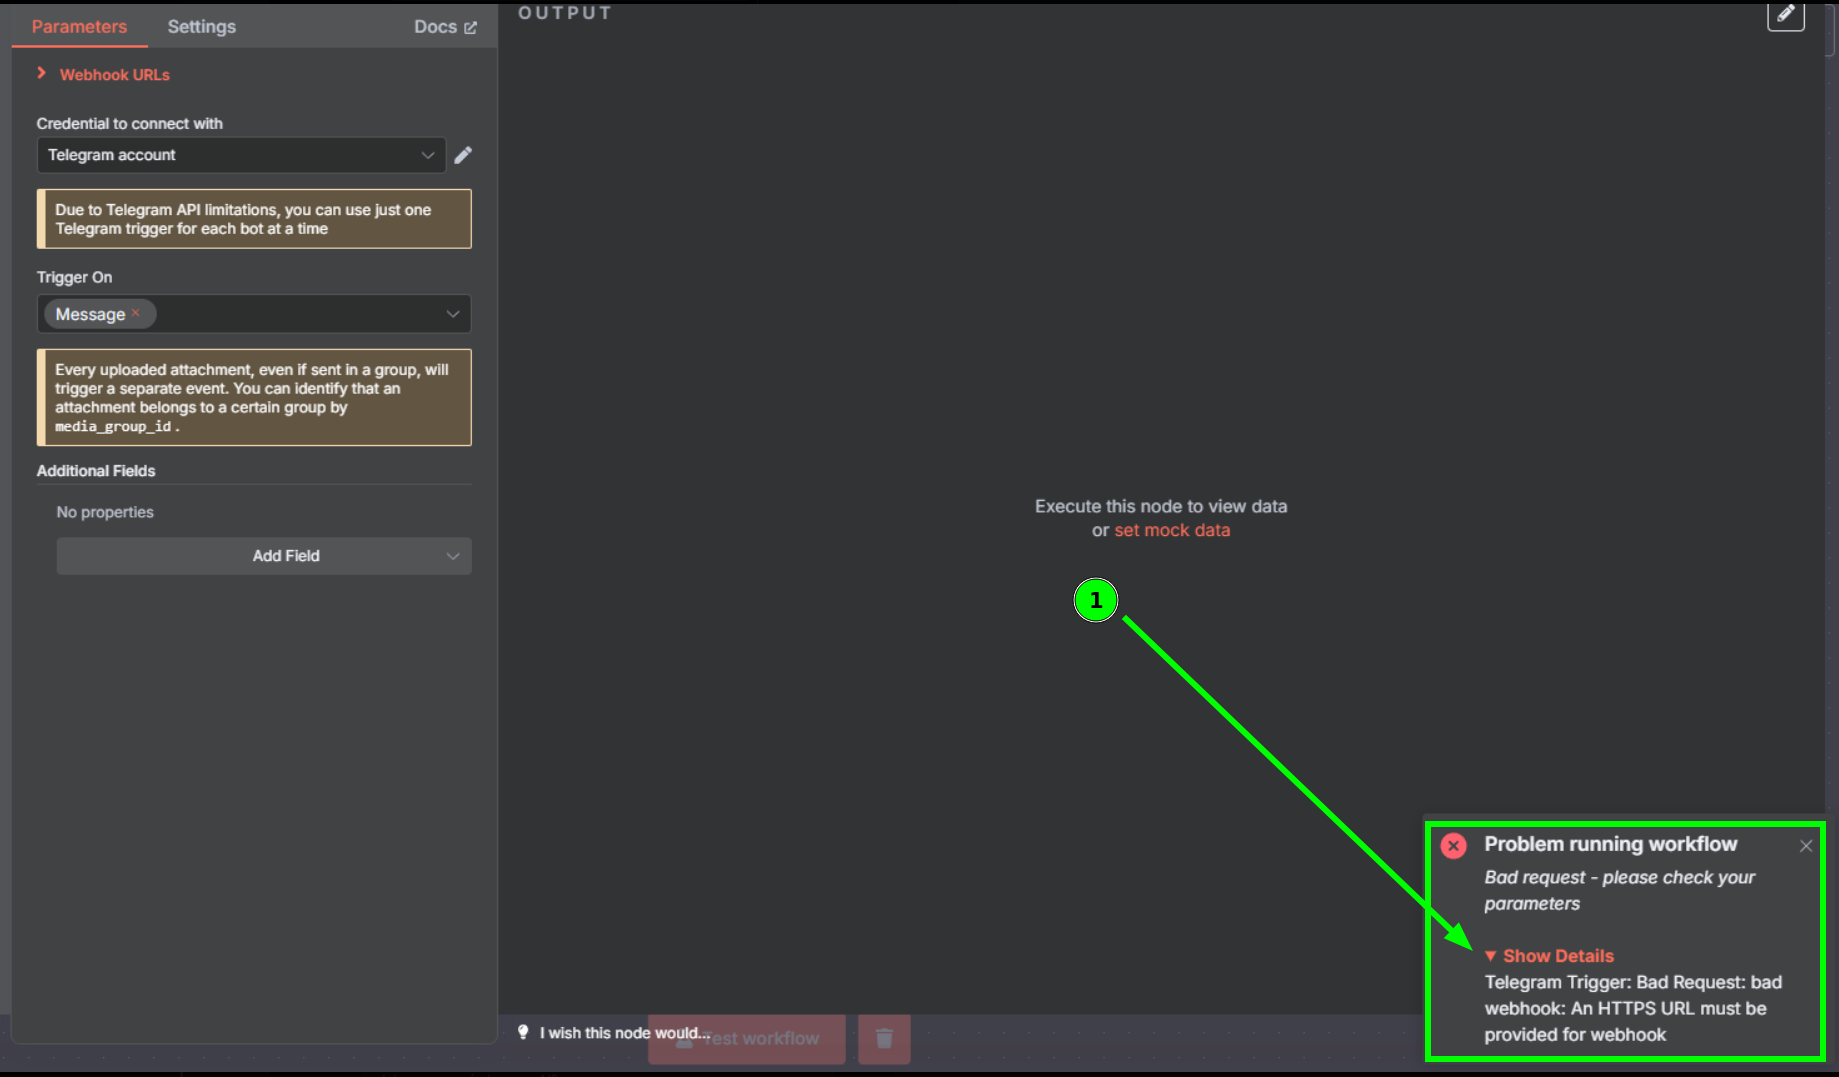 Parameters
Settings
Docs
Webhook URLs
Credential to connect with
Telegram account
Due to Telegram API limitations, you can use just one
Telegram trigger for each bot at a time
Trigger On
Message
Every uploaded attachment, even if sent in a group, will
trigger a separate event. You can identify that an
attachment belongs to a certain group by
media_group_id .
Additional Fields
No properties
Add Field
OUTPUT
Execute this node to view data
or set mock data
1
Problem running workflow
Bad request - please check your
parameters
Show Details
Telegram Trigger: Bad Request: bad
webhook: An HTTPS URL must be
provided for webhook
I wish this node would...
Test workflow